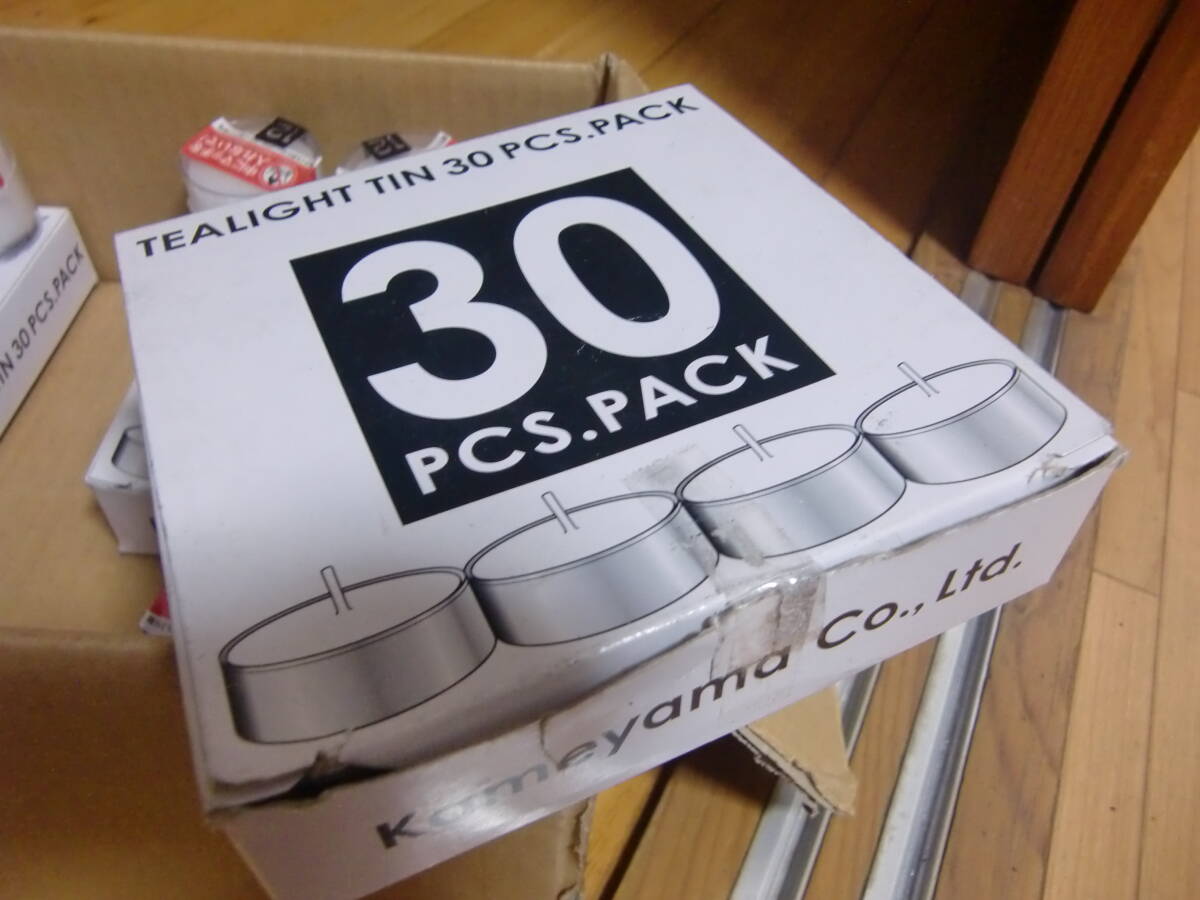 TEALIGHT TIN 30 PCS.PACK
30
PCS.PACK
Kameyama Co., Ltd.
TIN 30 PCS.PACK